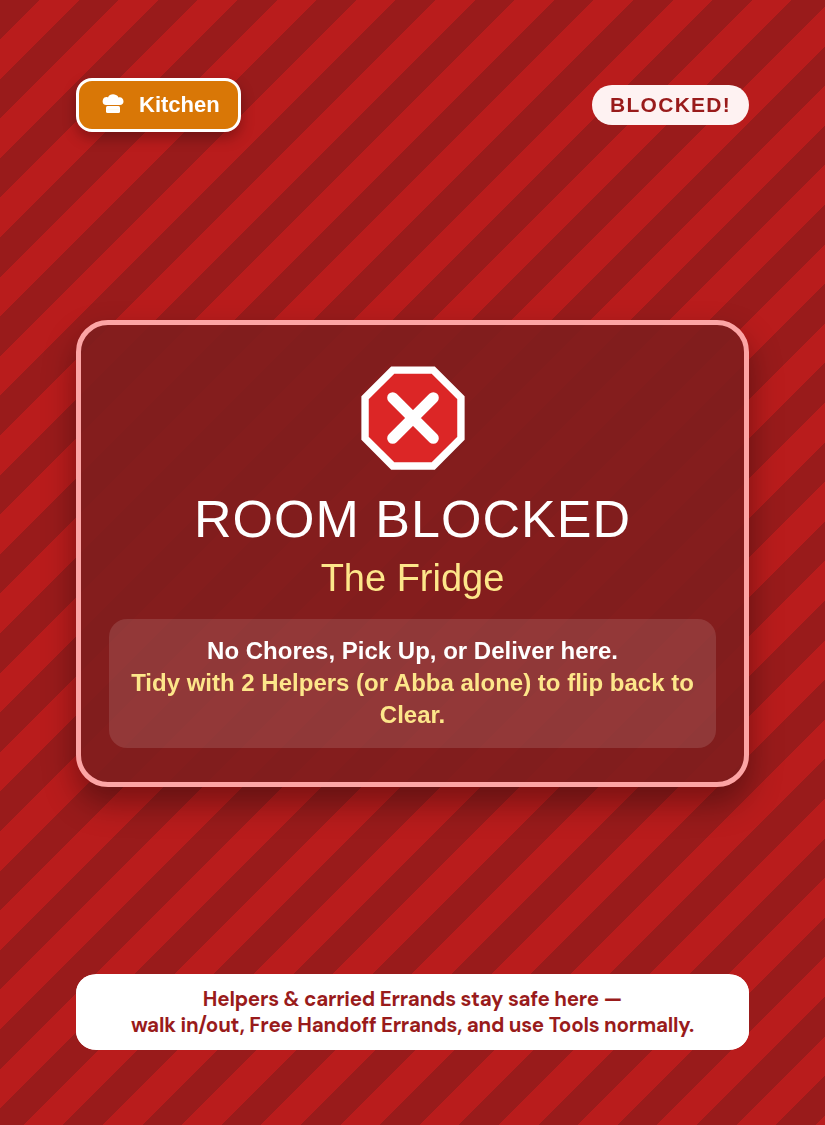 Kitchen
BLOCKED!
ROOM BLOCKED
The Fridge
No Chores, Pick Up, or Deliver here.
Tidy with 2 Helpers (or Abba alone) to flip back to
Clear.
Helpers & carried Errands stay safe here —
walk in/out, Free Handoff Errands, and use Tools normally.